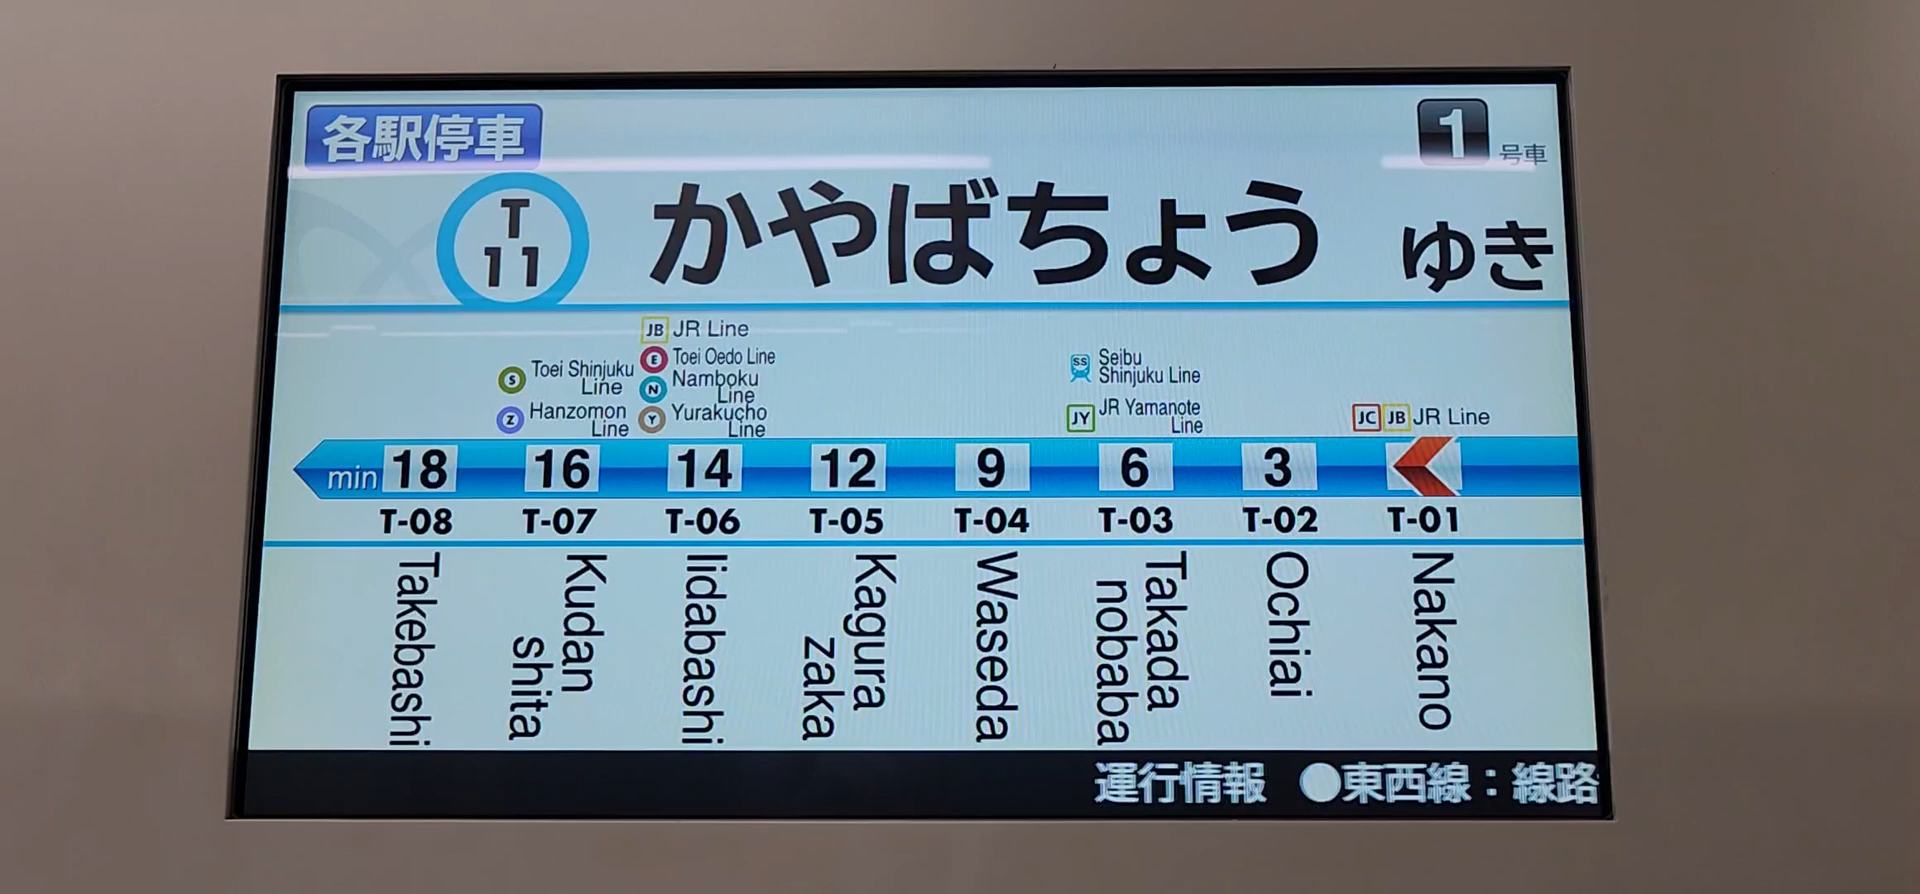 各駅停車
1 号車
T 11 かやばちょう ゆき
JB JR Line
E Toei Oedo Line
S Toei Shinjuku Line
N Namboku Line
Z Hanzomon Line
Y Yurakucho Line
SS Seibu Shinjuku Line
JY JR Yamanote Line
JC JB JR Line
min 18 16 14 12 9 6 3
T-08 T-07 T-06 T-05 T-04 T-03 T-02 T-01
Takebashi
Kudan
shita
Iidabashi
Kagura
zaka
Waseda
Takada
nobaba
Ochiai
Nakano
運行情報 ●東西線：線路